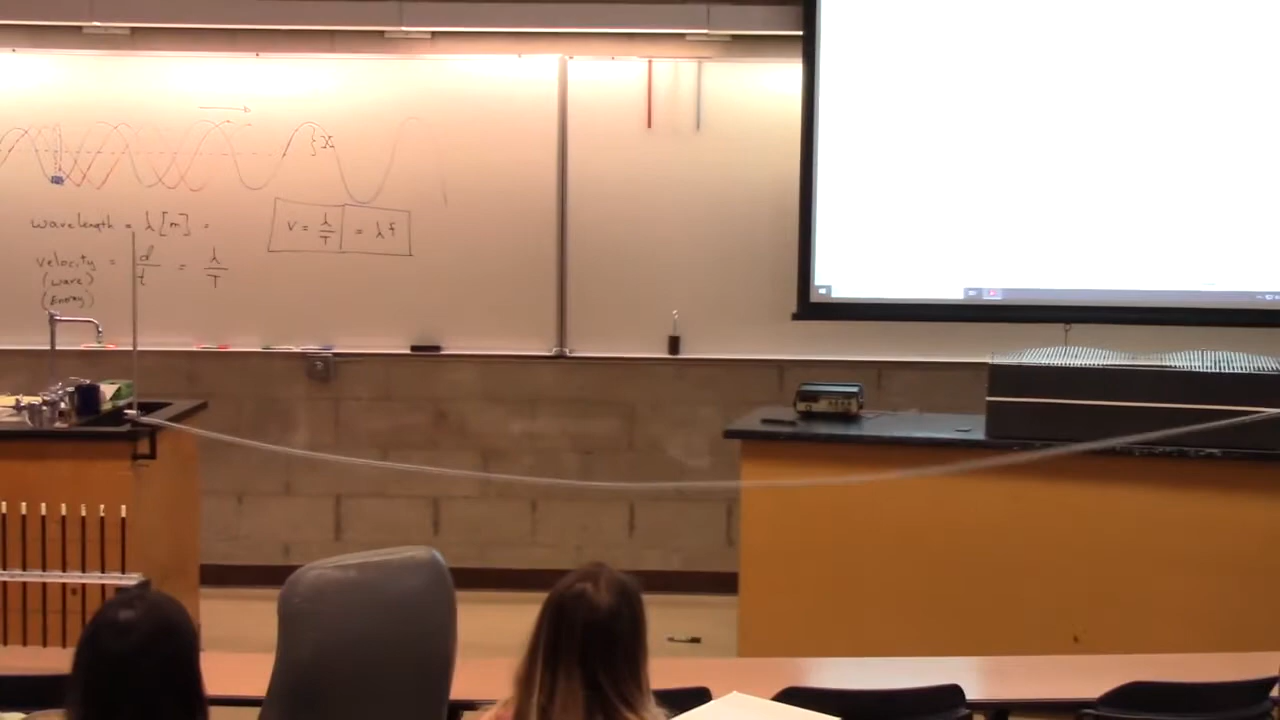 x
wavelength = λ [m] =
v = λ/T = λf
velocity = d/t = λ/T
(wave)
(Energy)